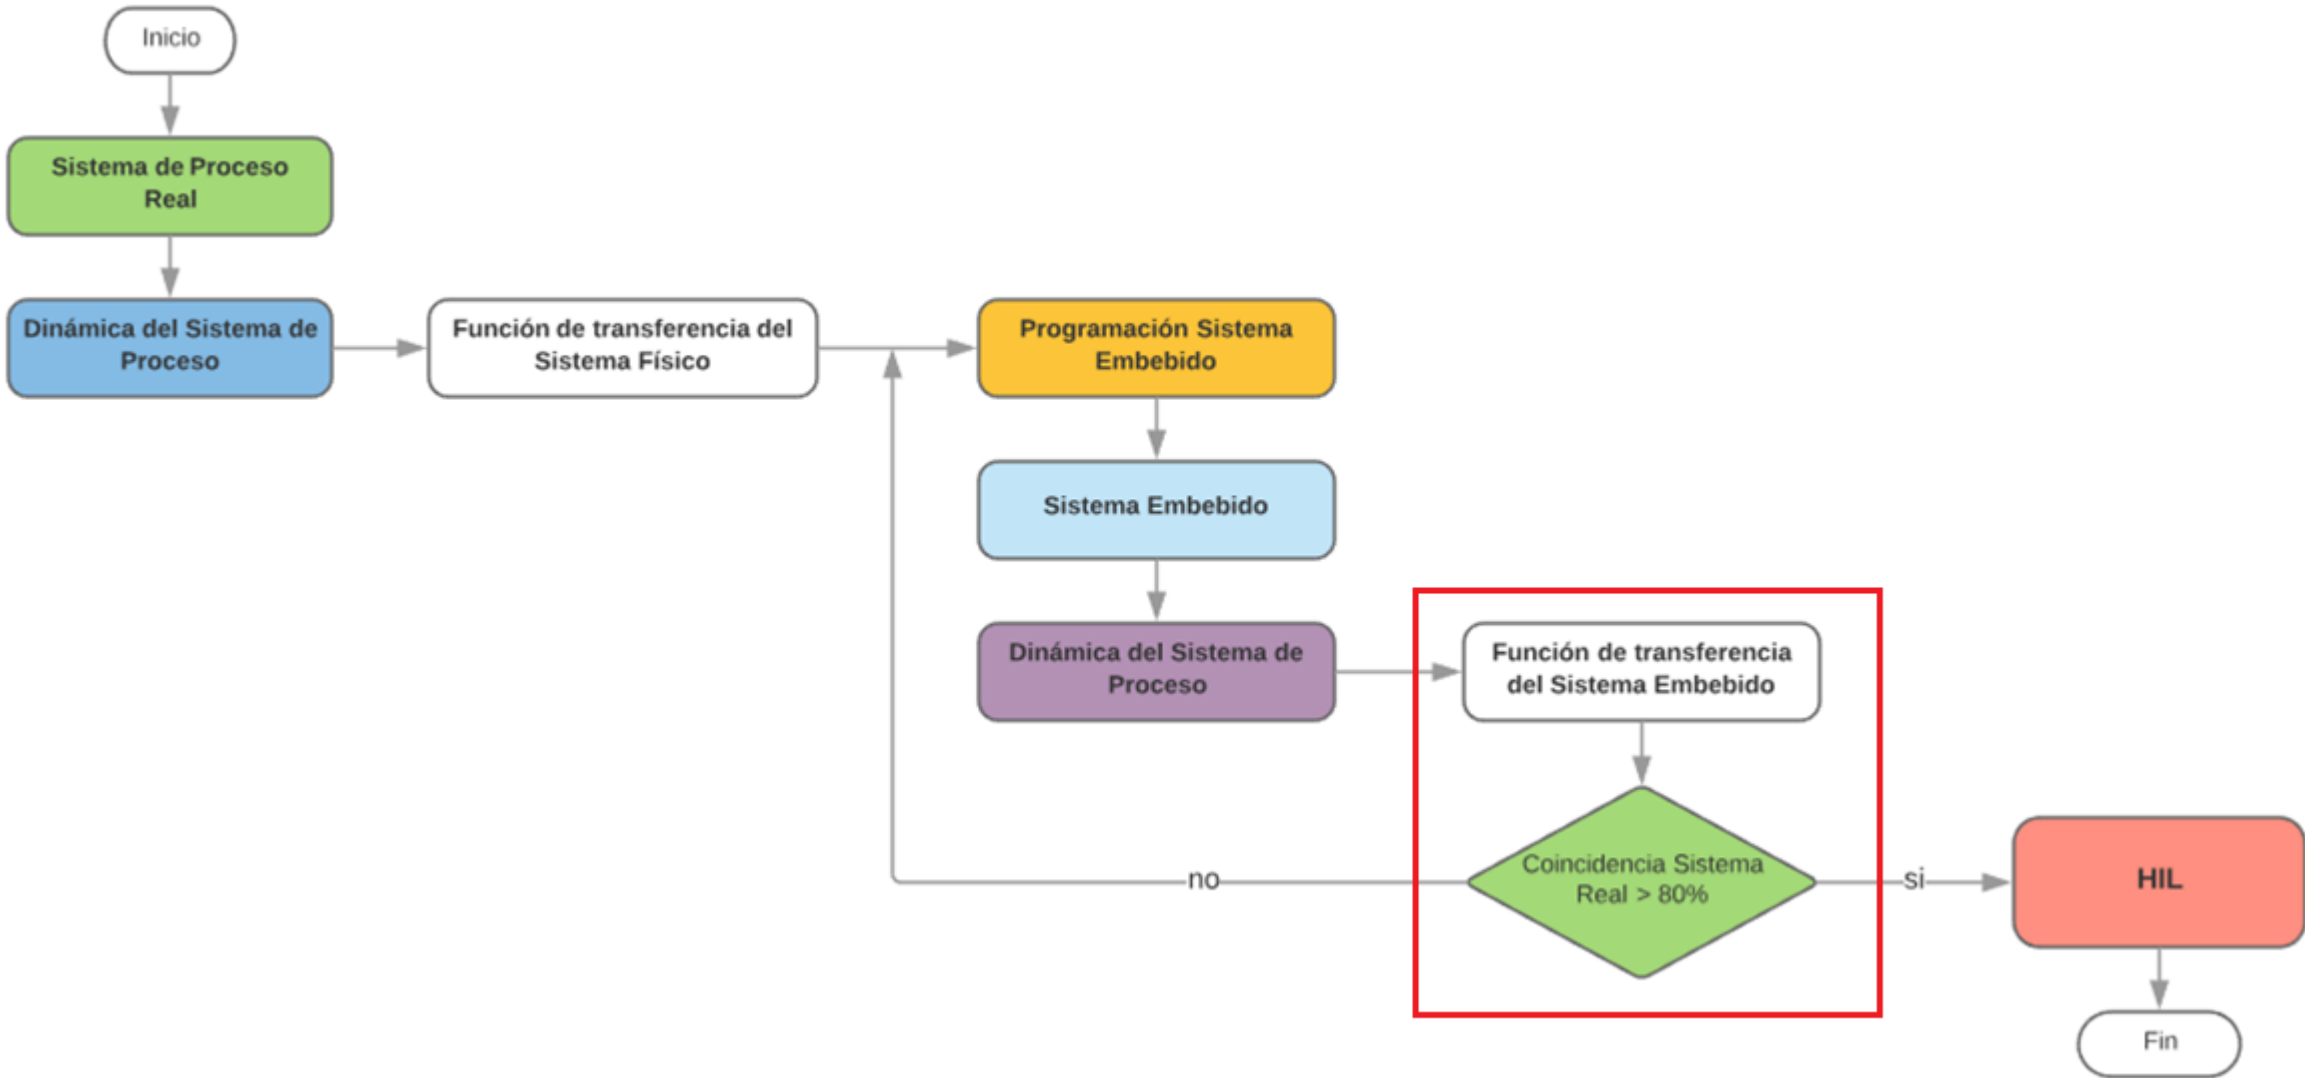 Inicio
Sistema de Proceso
Real
Dinámica del Sistema de
Proceso
Función de transferencia del
Sistema Físico
Programación Sistema
Embebido
Sistema Embebido
Dinámica del Sistema de
Proceso
Función de transferencia
del Sistema Embebido
Coincidencia Sistema
Real > 80%
no
si
HIL
Fin